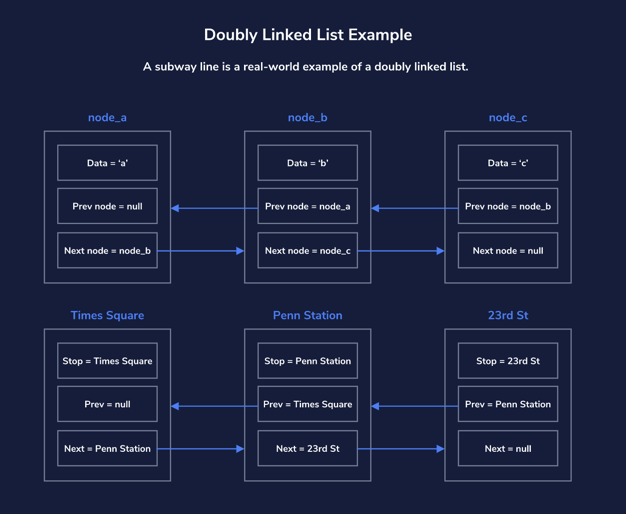 Doubly Linked List Example
A subway line is a real-world example of a doubly linked list.
node_a node_b node_c
Data = ‘a’ Data = ‘b’ Data = ‘c’
Prev node = null Prev node = node_a Prev node = node_b
Next node = node_b Next node = node_c Next node = null
Times Square Penn Station 23rd St
Stop = Times Square Stop = Penn Station Stop = 23rd St
Prev = null Prev = Times Square Prev = Penn Station
Next = Penn Station Next = 23rd St Next = null